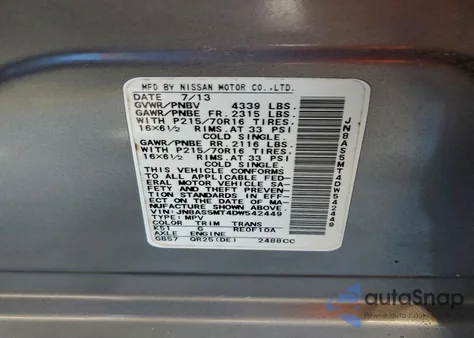 MFD BY NISSAN MOTOR CO.,LTD.
DATE 7/13
GVWR/PNBV 4339 LBS.
GAWR/PNBE FR. 2315 LBS.
WITH P215/70R16 TIRES.
16X6½ RIMS.AT 33 PSI
COLD SINGLE.
GAWR/PNBE RR. 2116 LBS.
WITH P215/70R16 TIRES.
16X6½ RIMS.AT 33 PSI
COLD SINGLE.
THIS VEHICLE CONFORMS
TO ALL APPLICABLE FED-
ERAL MOTOR VEHICLE SA-
FETY AND THEFT PREVEN-
TION STANDARDS IN EFF-
ECT ON THE DATE OF MA-
NUFACTURE SHOWN ABOVE
VIN:JN8AS5MT4DW542449
TYPE:MPV
COLOR TRIM TRANS
K51 G RE0F10A
AXLE ENGINE
GB57 QR25(DE) 2488CC
JN8AS5MT4DW542449
autoSnap